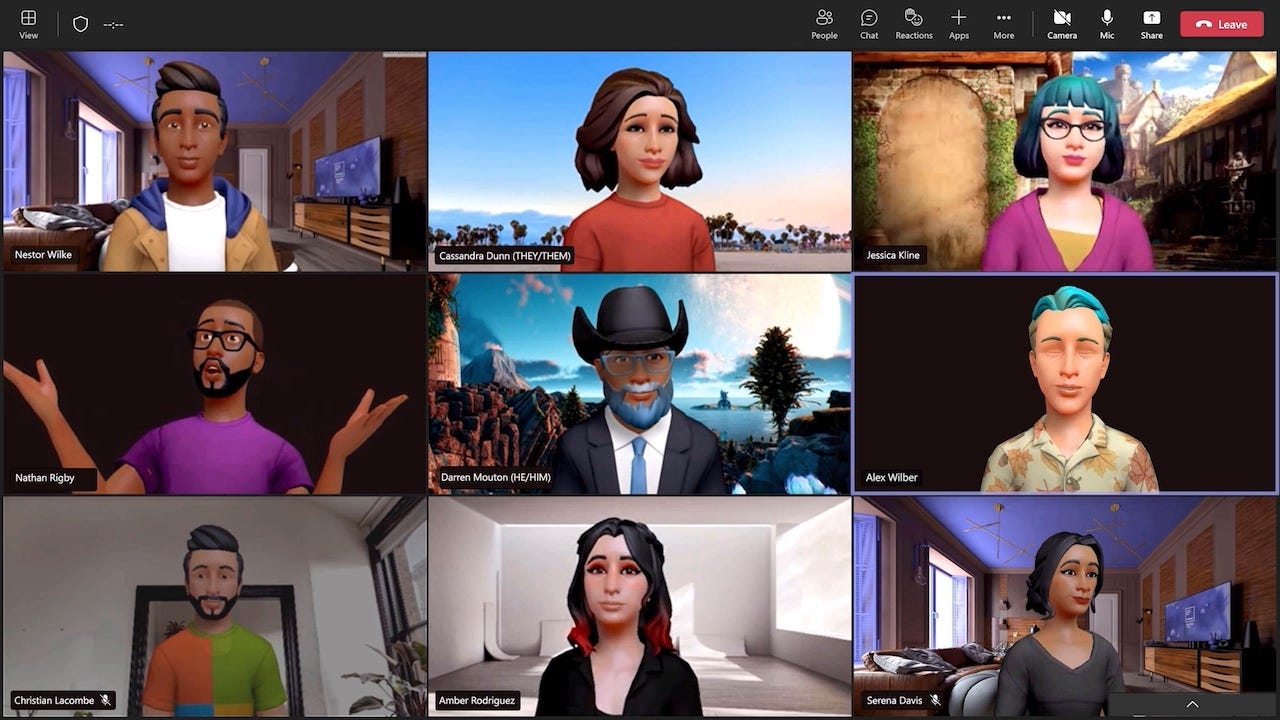 View
--:--
People
Chat
Reactions
Apps
More
Camera
Mic
Share
Leave
Nestor Wilke
Cassandra Dunn (THEY/THEM)
Jessica Kline
Nathan Rigby
Darren Mouton (HE/HIM)
Alex Wilber
Christian Lacombe
Amber Rodriguez
Serena Davis